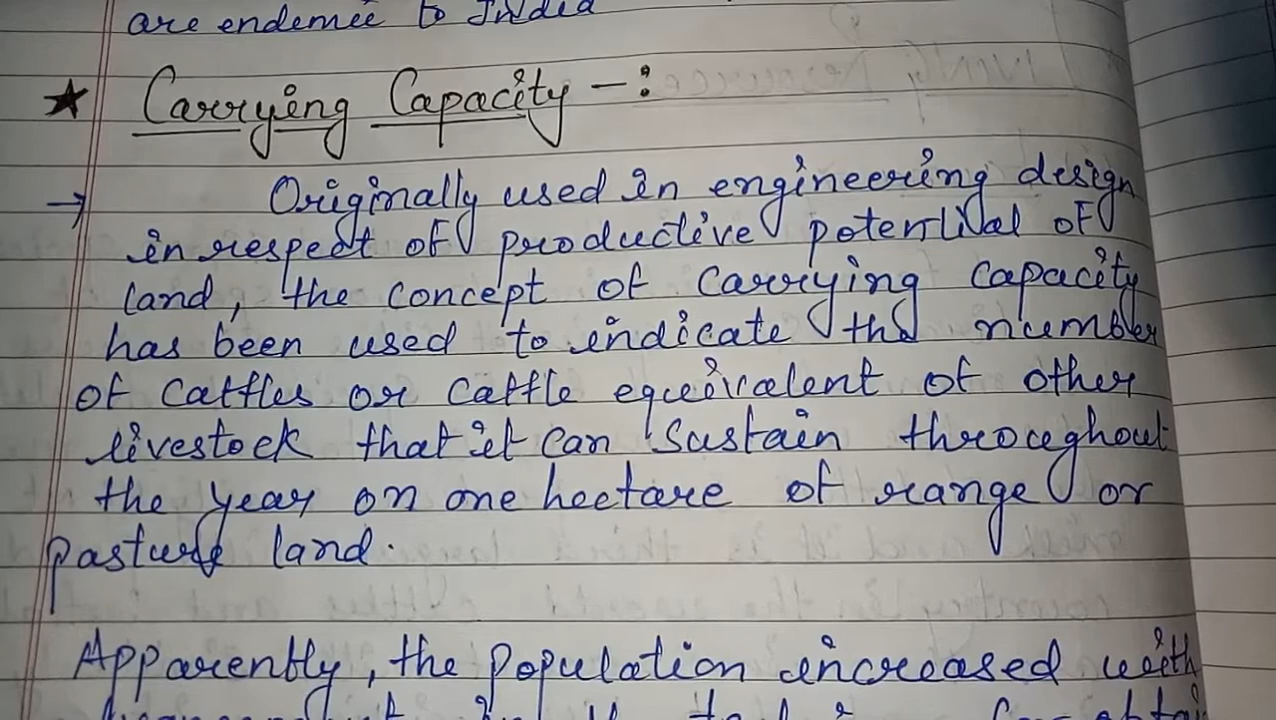 are endemic to India
★ Carrying Capacity -:
→ Originally used in engineering design
in respect of productive potential of
land, the concept of carrying capacity
has been used to indicate the number
of cattles or cattle equivalent of other
livestock that it can sustain throughout
the year on one hectare of range or
pasture land.
Apparently, the population increased with